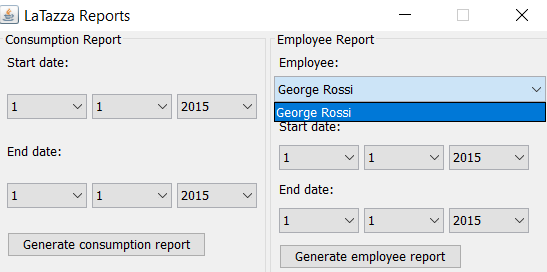 LaTazza Reports
Consumption Report
Start date:
1 1 2015
End date:
1 1 2015
Generate consumption report
Employee Report
Employee:
George Rossi
George Rossi
Start date:
1 1 2015
End date:
1 1 2015
Generate employee report